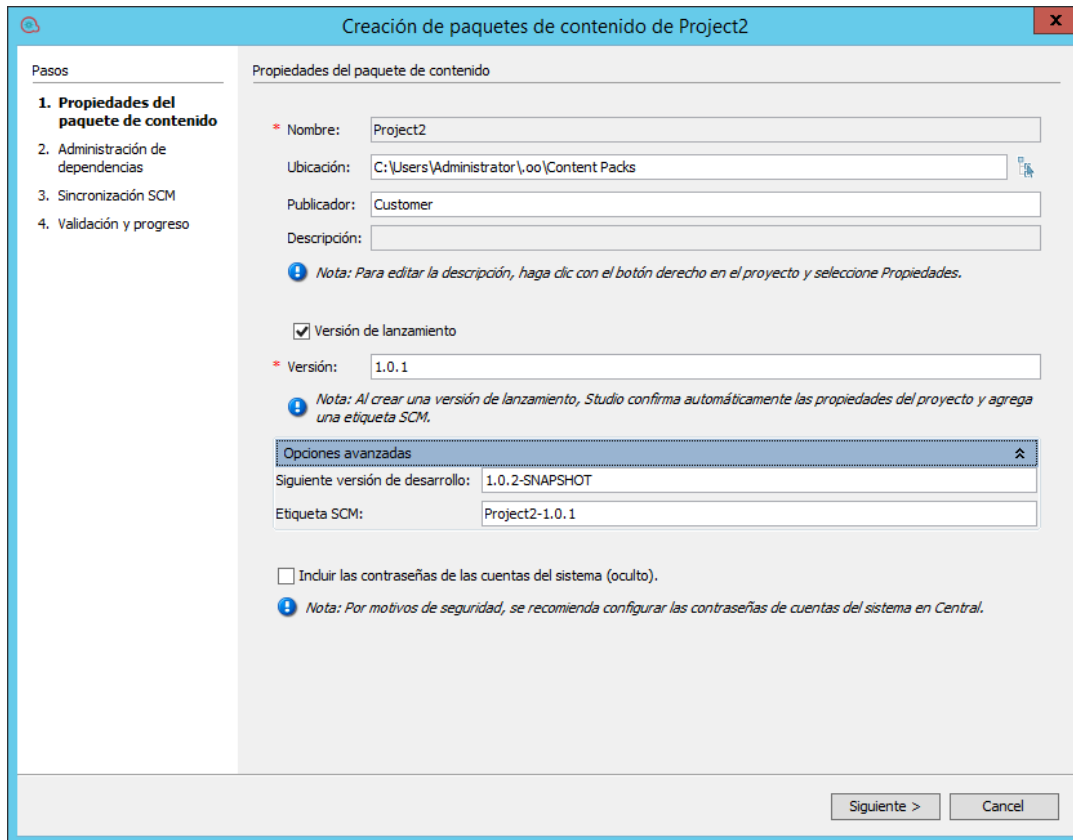 Creación de paquetes de contenido de Project2
x
Pasos
1. Propiedades del
paquete de contenido
2. Administración de
dependencias
3. Sincronización SCM
4. Validación y progreso
Propiedades del paquete de contenido
* Nombre: Project2
Ubicación: C:\Users\Administrator\.oo\Content Packs
Publicador: Customer
Descripción:
Nota: Para editar la descripción, haga clic con el botón derecho en el proyecto y seleccione Propiedades.
Versión de lanzamiento
* Versión: 1.0.1
Nota: Al crear una versión de lanzamiento, Studio confirma automáticamente las propiedades del proyecto y agrega
una etiqueta SCM.
Opciones avanzadas
Siguiente versión de desarrollo: 1.0.2-SNAPSHOT
Etiqueta SCM: Project2-1.0.1
Incluir las contraseñas de las cuentas del sistema (oculto).
Nota: Por motivos de seguridad, se recomienda configurar las contraseñas de cuentas del sistema en Central.
Siguiente > Cancel